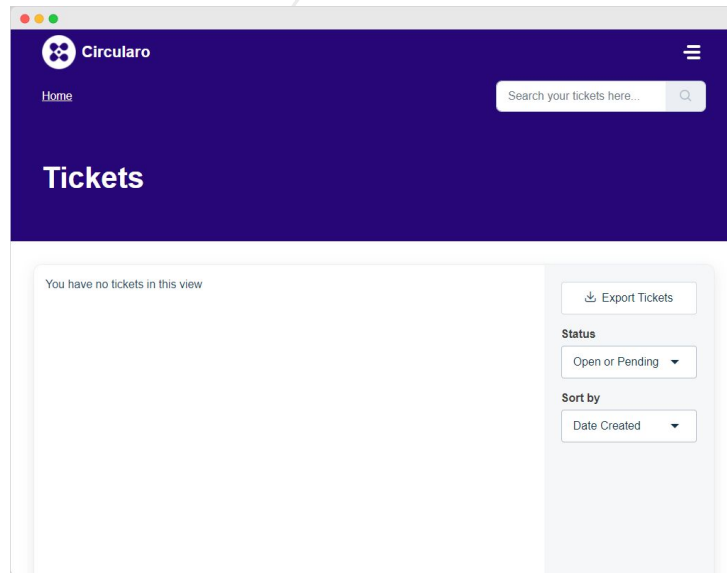 Circularo
Home
Search your tickets here...
Tickets
You have no tickets in this view
Export Tickets
Status
Open or Pending
Sort by
Date Created